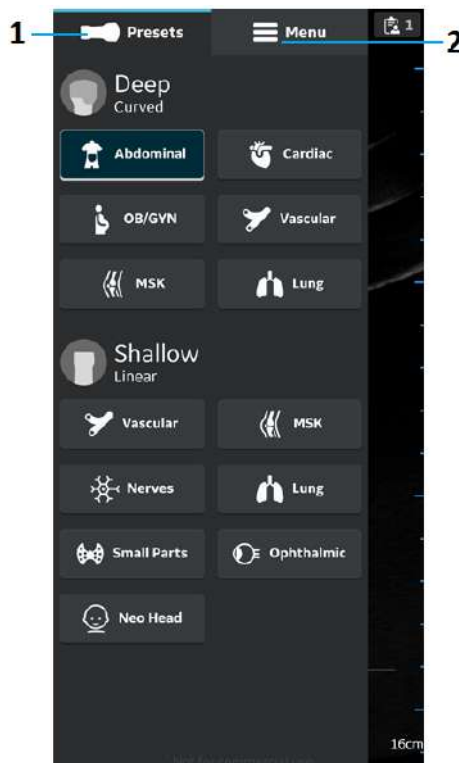 1 Presets Menu 1 2
Deep
Curved
Abdominal Cardiac
OB/GYN Vascular
MSK Lung
Shallow
Linear
Vascular MSK
Nerves Lung
Small Parts Ophthalmic
Neo Head
16cm